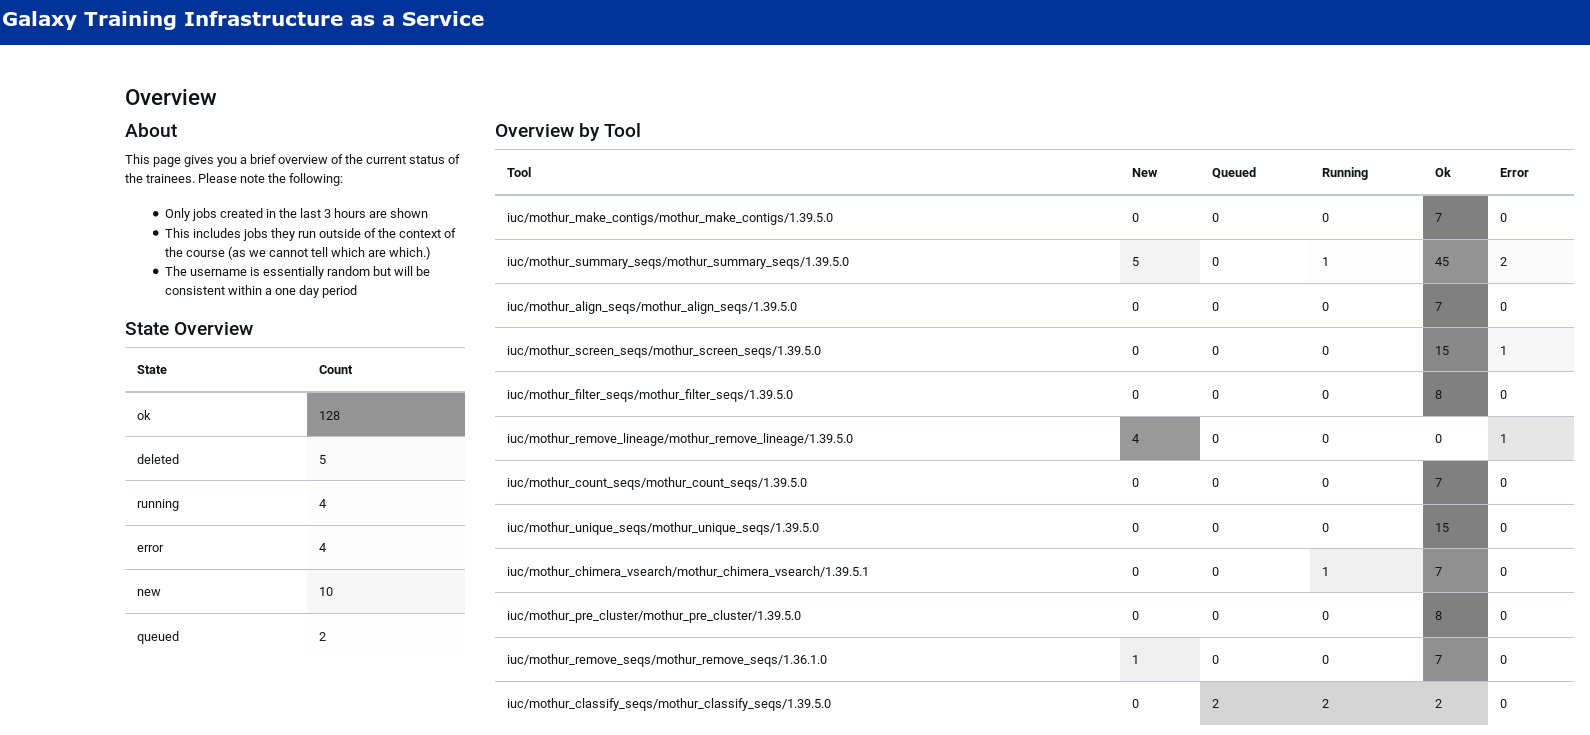 Galaxy Training Infrastructure as a Service
Overview
About
This page gives you a brief overview of the current status of
the trainees. Please note the following:
• Only jobs created in the last 3 hours are shown
• This includes jobs they run outside of the context of
the course (as we cannot tell which are which.)
• The username is essentially random but will be
consistent within a one day period
State Overview
State Count
ok 128
deleted 5
running 4
error 4
new 10
queued 2
Overview by Tool
Tool New Queued Running Ok Error
iuc/mothur_make_contigs/mothur_make_contigs/1.39.5.0 0 0 0 7 0
iuc/mothur_summary_seqs/mothur_summary_seqs/1.39.5.0 5 0 1 45 2
iuc/mothur_align_seqs/mothur_align_seqs/1.39.5.0 0 0 0 7 0
iuc/mothur_screen_seqs/mothur_screen_seqs/1.39.5.0 0 0 0 15 1
iuc/mothur_filter_seqs/mothur_filter_seqs/1.39.5.0 0 0 0 8 0
iuc/mothur_remove_lineage/mothur_remove_lineage/1.39.5.0 4 0 0 0 1
iuc/mothur_count_seqs/mothur_count_seqs/1.39.5.0 0 0 0 7 0
iuc/mothur_unique_seqs/mothur_unique_seqs/1.39.5.0 0 0 0 15 0
iuc/mothur_chimera_vsearch/mothur_chimera_vsearch/1.39.5.1 0 0 1 7 0
iuc/mothur_pre_cluster/mothur_pre_cluster/1.39.5.0 0 0 0 8 0
iuc/mothur_remove_seqs/mothur_remove_seqs/1.36.1.0 1 0 0 7 0
iuc/mothur_classify_seqs/mothur_classify_seqs/1.39.5.0 0 2 2 2 0